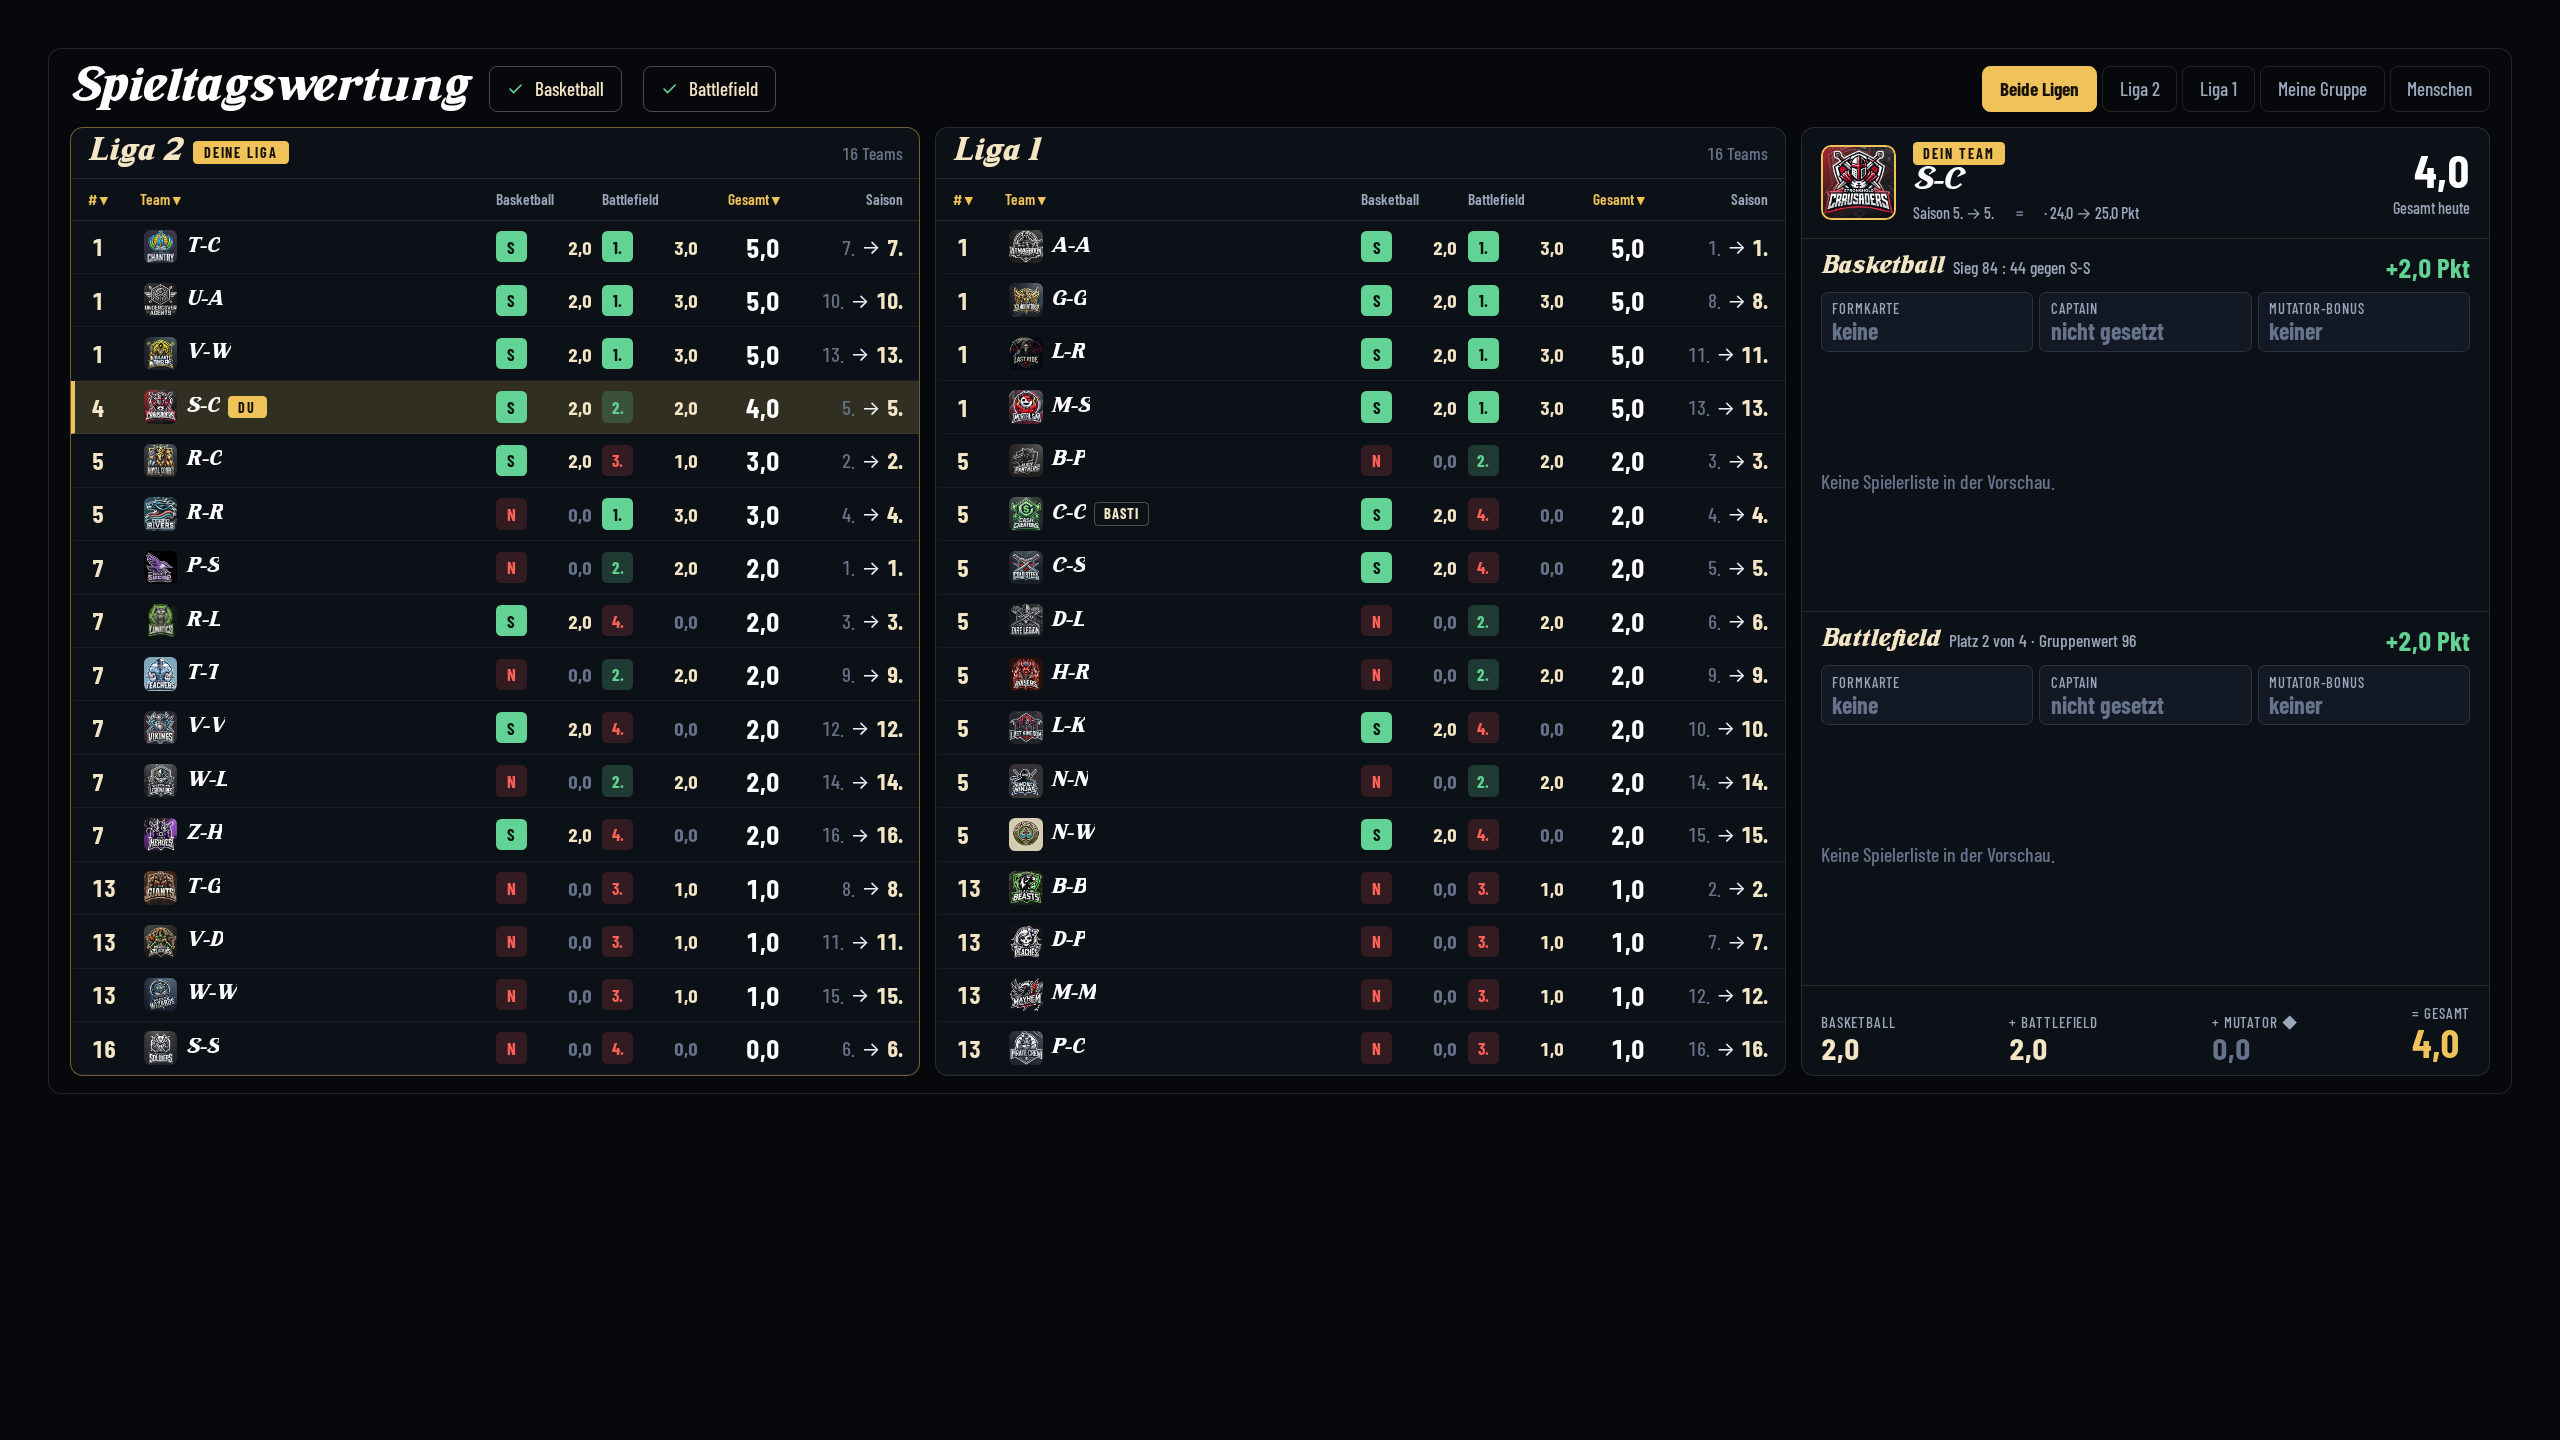 Spieltagswertung ✓ Basketball ✓ Battlefield Beide Ligen Liga 2 Liga 1 Meine Gruppe Menschen
Liga 2 DEINE LIGA 16 Teams
# ▾ Team ▾ Basketball Battlefield Gesamt ▾ Saison
1 T-C S 2,0 1. 3,0 5,0 7. → 7.
1 U-A S 2,0 1. 3,0 5,0 10. → 10.
1 V-W S 2,0 1. 3,0 5,0 13. → 13.
4 S-C DU S 2,0 2. 2,0 4,0 5. → 5.
5 R-C S 2,0 3. 1,0 3,0 2. → 2.
5 R-R N 0,0 1. 3,0 3,0 4. → 4.
7 P-S N 0,0 2. 2,0 2,0 1. → 1.
7 R-L S 2,0 4. 0,0 2,0 3. → 3.
7 T-T N 0,0 2. 2,0 2,0 9. → 9.
7 V-V S 2,0 4. 0,0 2,0 12. → 12.
7 W-L N 0,0 2. 2,0 2,0 14. → 14.
7 Z-H S 2,0 4. 0,0 2,0 16. → 16.
13 T-G N 0,0 3. 1,0 1,0 8. → 8.
13 V-D N 0,0 3. 1,0 1,0 11. → 11.
13 W-W N 0,0 3. 1,0 1,0 15. → 15.
16 S-S N 0,0 4. 0,0 0,0 6. → 6.
Liga 1 16 Teams
# ▾ Team ▾ Basketball Battlefield Gesamt ▾ Saison
1 A-A S 2,0 1. 3,0 5,0 1. → 1.
1 G-G S 2,0 1. 3,0 5,0 8. → 8.
1 L-R S 2,0 1. 3,0 5,0 11. → 11.
1 M-S S 2,0 1. 3,0 5,0 13. → 13.
5 B-P N 0,0 2. 2,0 2,0 3. → 3.
5 C-C BASTI S 2,0 4. 0,0 2,0 4. → 4.
5 C-S S 2,0 4. 0,0 2,0 5. → 5.
5 D-L N 0,0 2. 2,0 2,0 6. → 6.
5 H-R N 0,0 2. 2,0 2,0 9. → 9.
5 L-K S 2,0 4. 0,0 2,0 10. → 10.
5 N-N N 0,0 2. 2,0 2,0 14. → 14.
5 N-W S 2,0 4. 0,0 2,0 15. → 15.
13 B-B N 0,0 3. 1,0 1,0 2. → 2.
13 D-P N 0,0 3. 1,0 1,0 7. → 7.
13 M-M N 0,0 3. 1,0 1,0 12. → 12.
13 P-C N 0,0 3. 1,0 1,0 16. → 16.
CRUSADERS
DEIN TEAM
S-C 4,0
Saison 5. → 5. = · 24,0 → 25,0 Pkt Gesamt heute
Basketball Sieg 84 : 44 gegen S-S +2,0 Pkt
FORMKARTE CAPTAIN MUTATOR-BONUS
keine nicht gesetzt keiner
Keine Spielerliste in der Vorschau.
Battlefield Platz 2 von 4 · Gruppenwert 96 +2,0 Pkt
FORMKARTE CAPTAIN MUTATOR-BONUS
keine nicht gesetzt keiner
Keine Spielerliste in der Vorschau.
BASKETBALL + BATTLEFIELD + MUTATOR ◆ = GESAMT
2,0 2,0 0,0 4,0